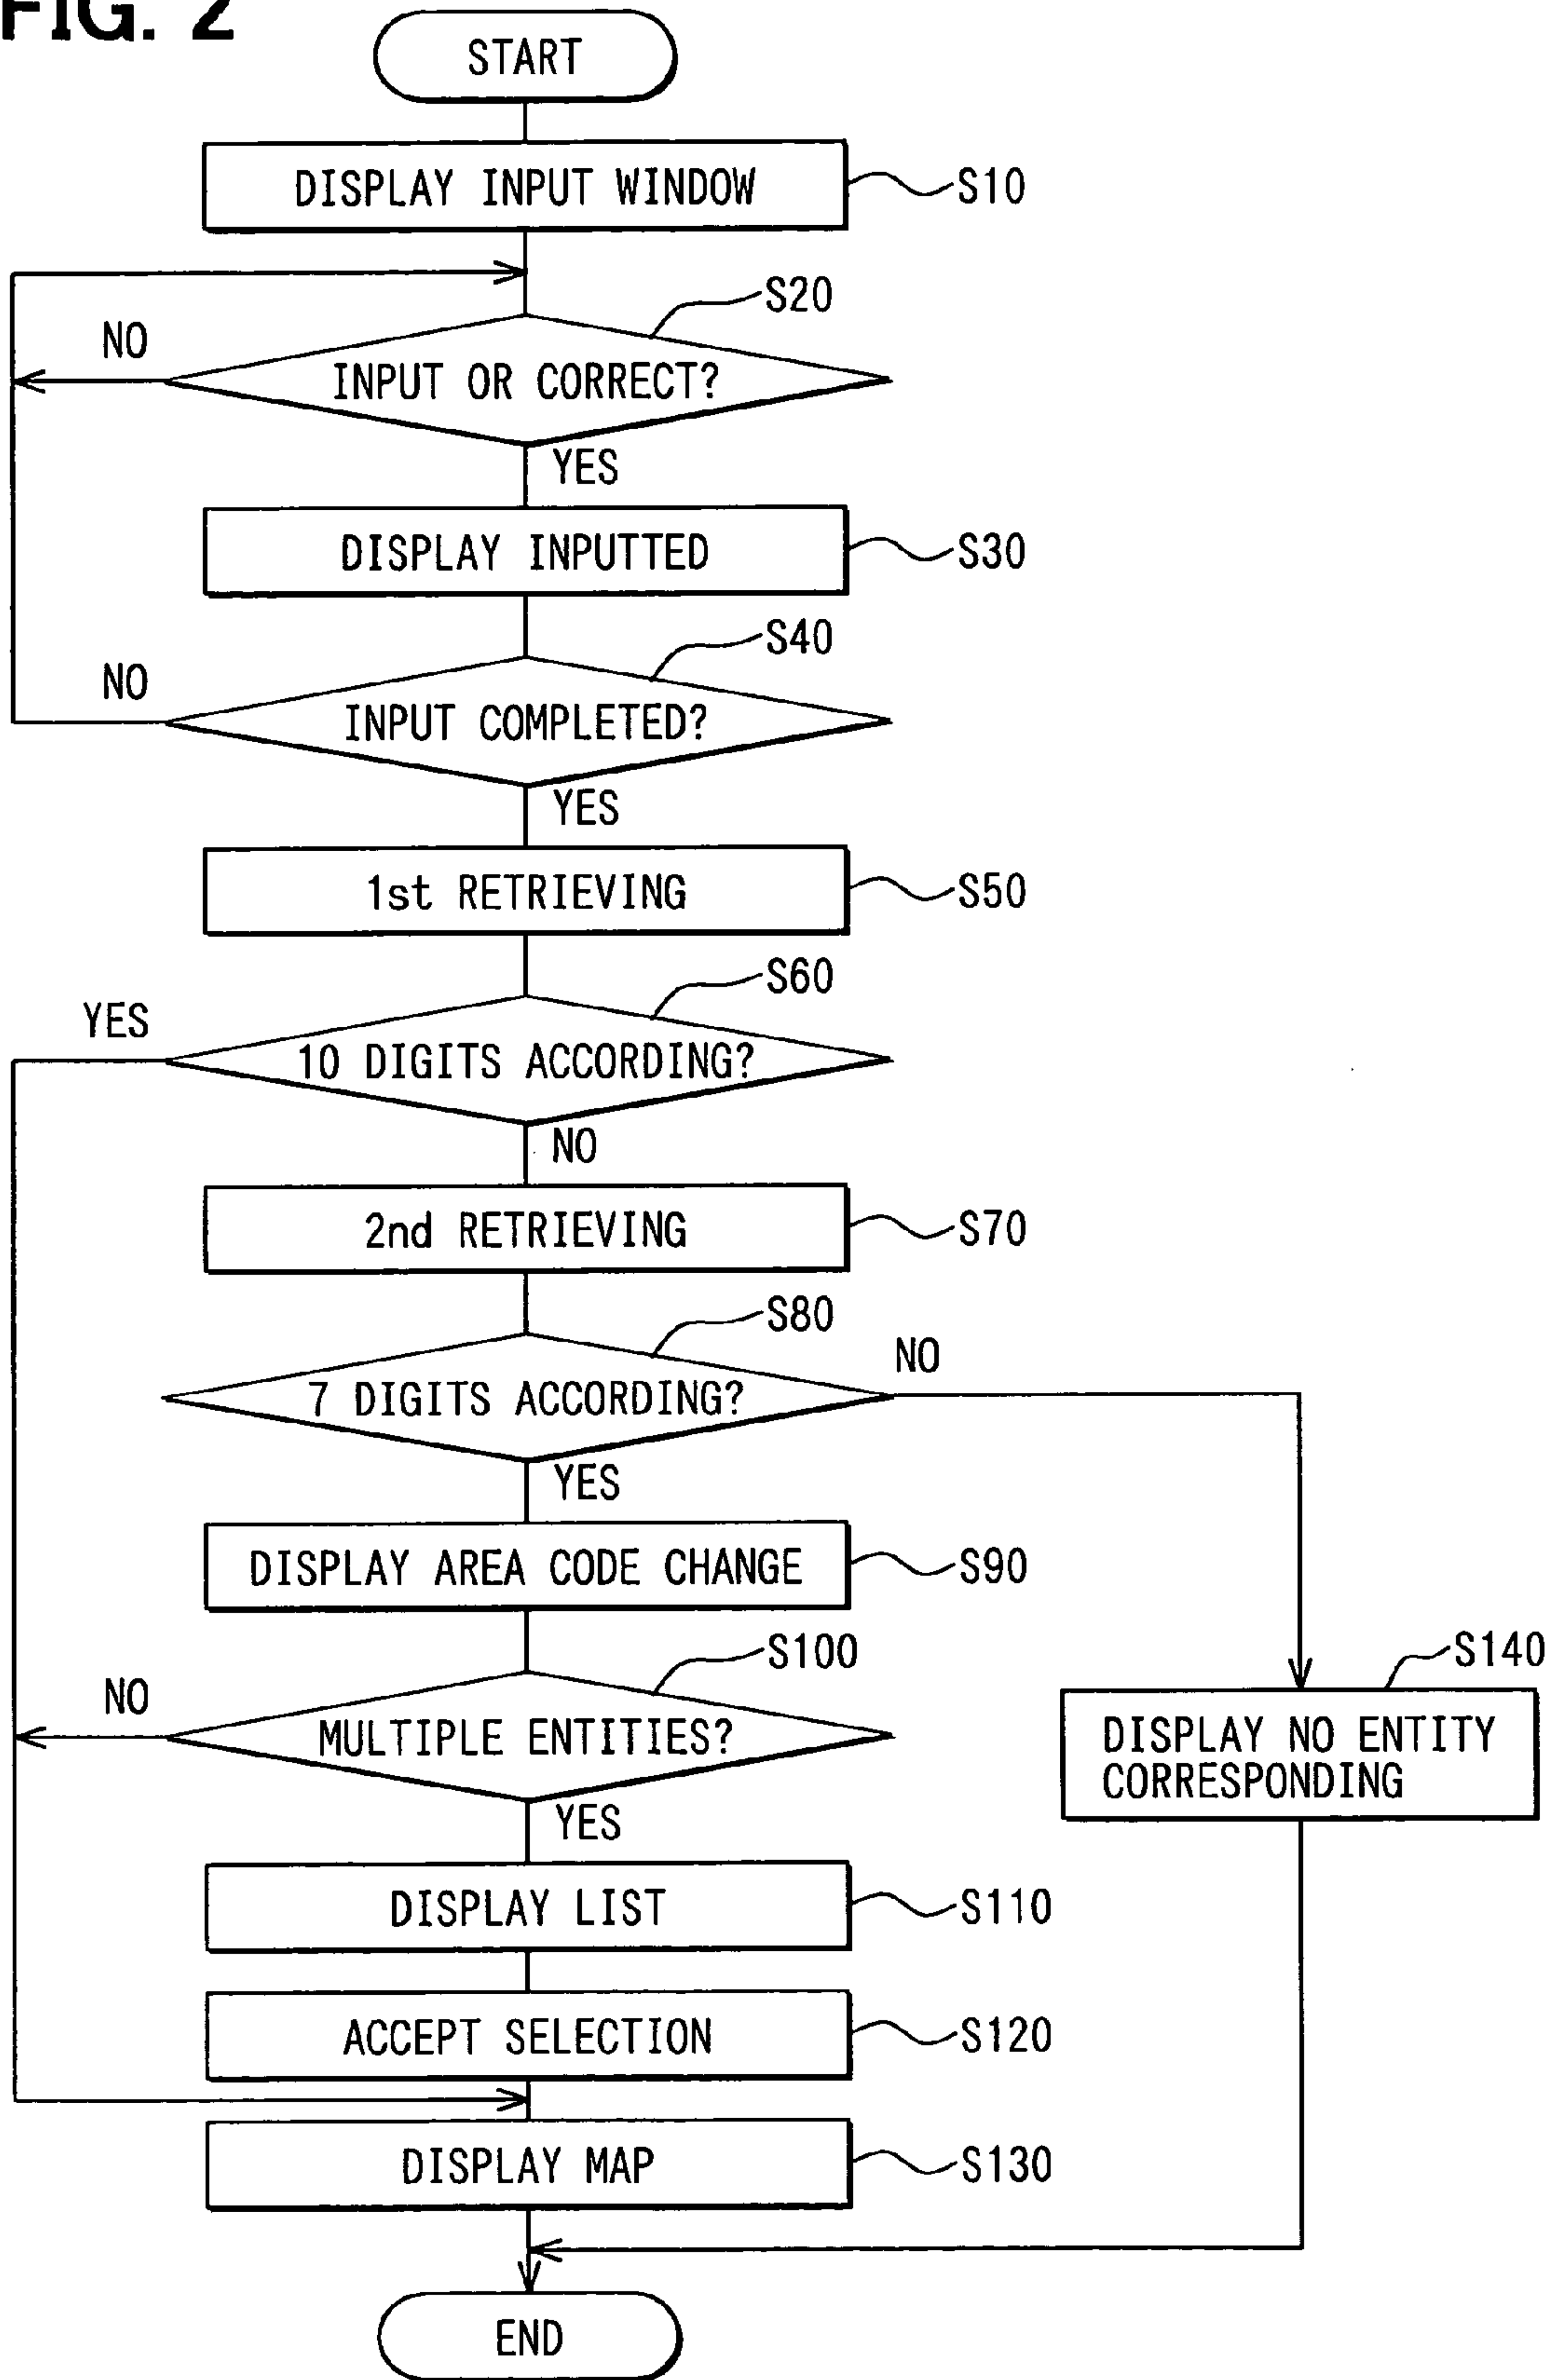 FIG. 2
START
DISPLAY INPUT WINDOW
S10
S20
NO
INPUT OR CORRECT?
YES
DISPLAY INPUTTED
S30
S40
NO
INPUT COMPLETED?
YES
1st RETRIEVING
S50
S60
YES
10 DIGITS ACCORDING?
NO
2nd RETRIEVING
S70
S80
NO
7 DIGITS ACCORDING?
YES
DISPLAY AREA CODE CHANGE
S90
S100
S140
NO
MULTIPLE ENTITIES?
DISPLAY NO ENTITY
CORRESPONDING
YES
DISPLAY LIST
S110
ACCEPT SELECTION
S120
DISPLAY MAP
S130
END